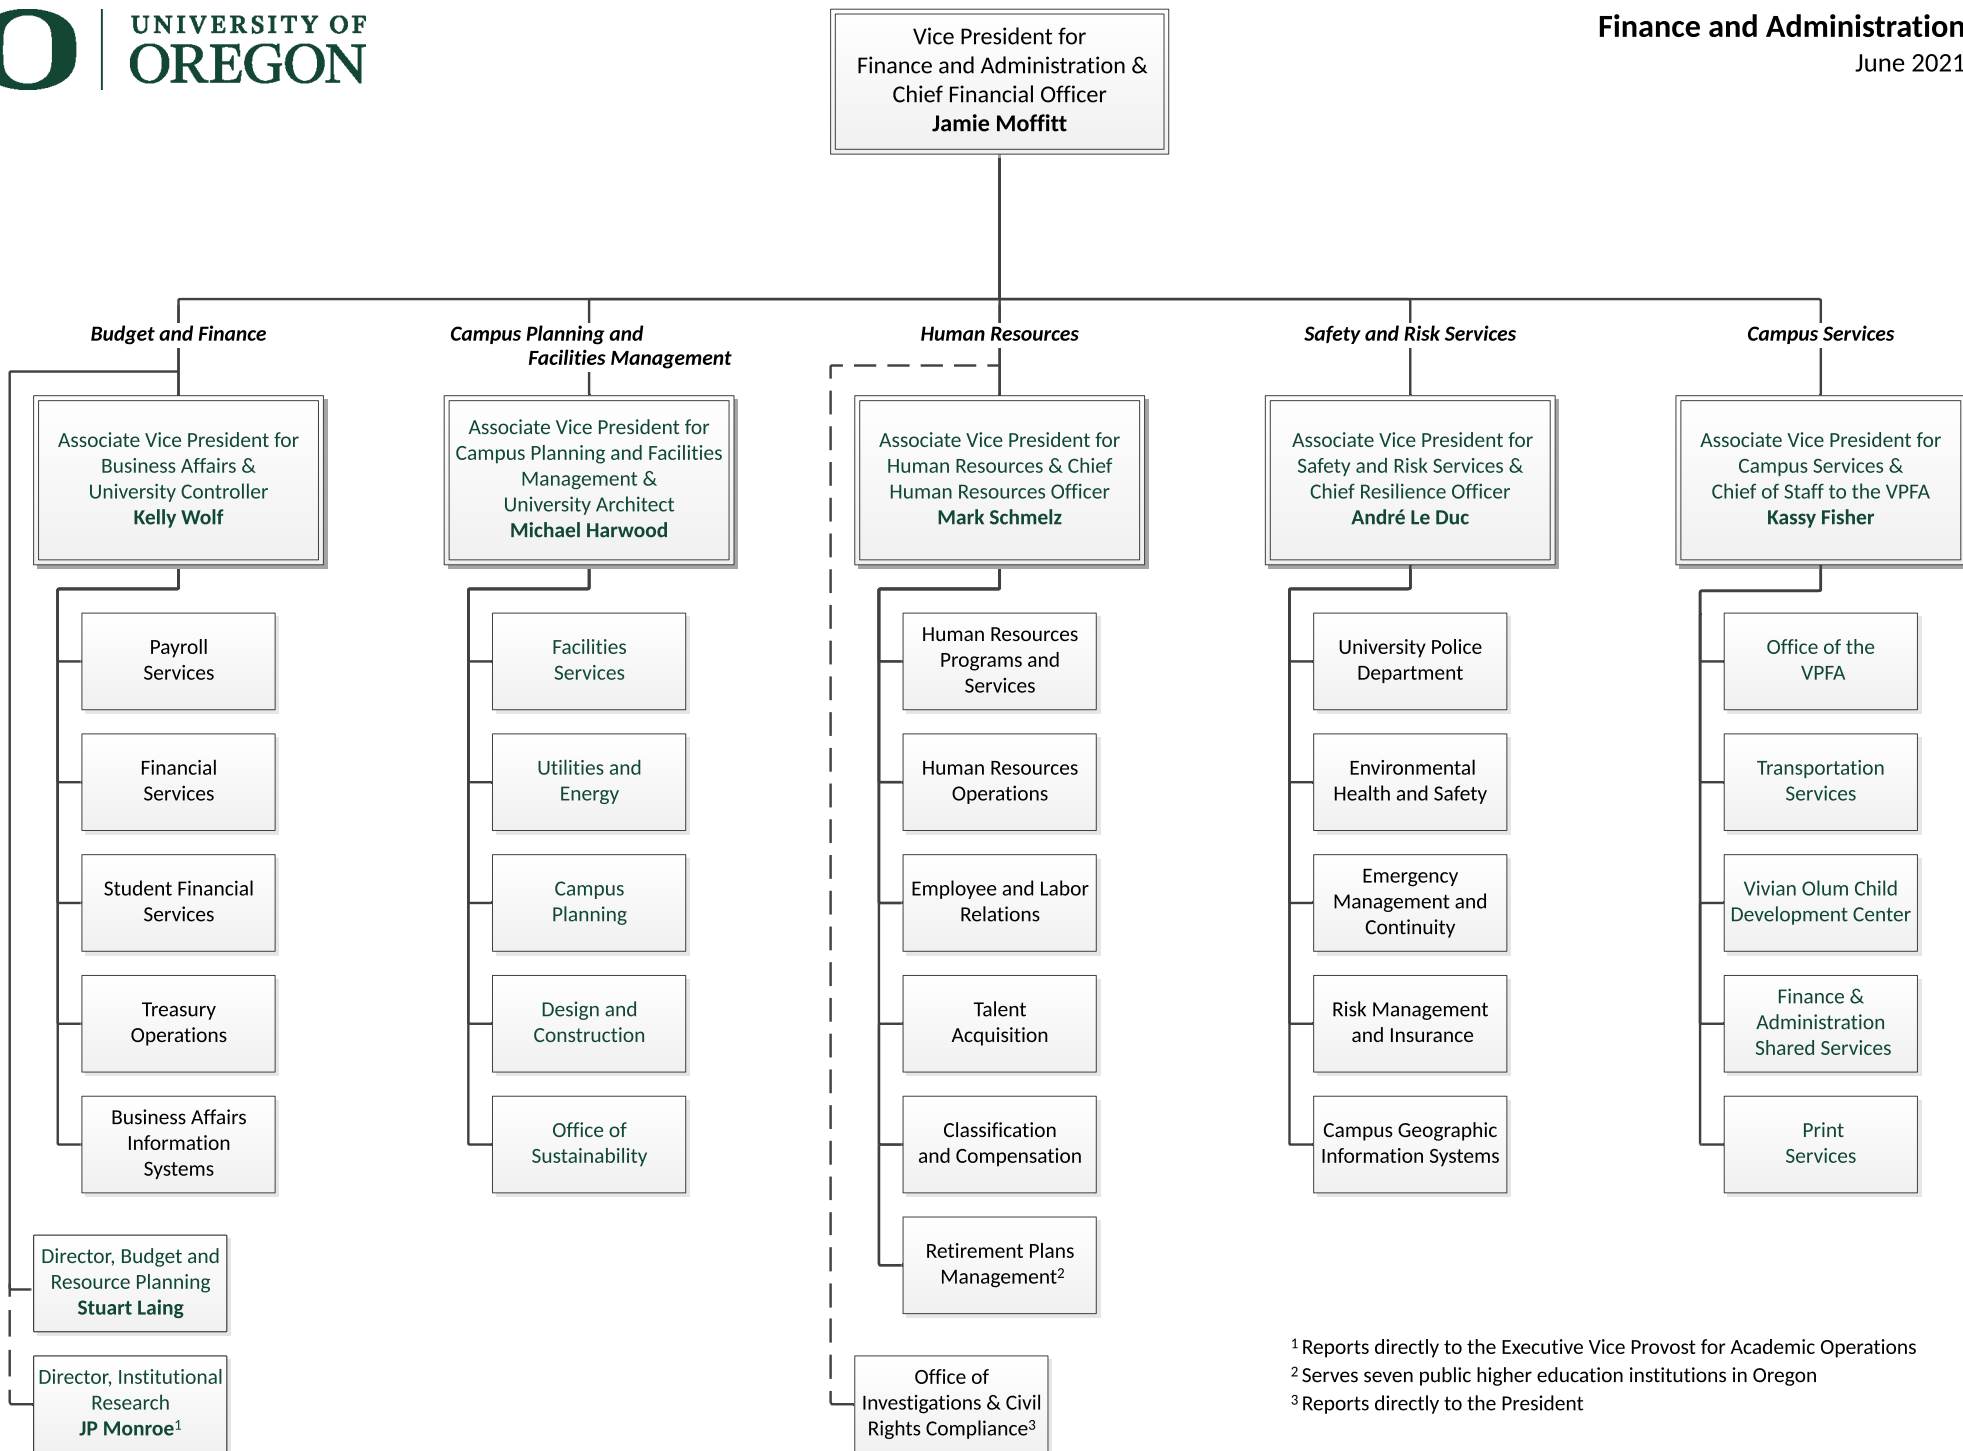 UNIVERSITY OF
OREGON
Vice President for
Finance and Administration &
Chief Financial Officer
Jamie Moffitt
Finance and Administration
June 2021
Budget and Finance
Associate Vice President for
Business Affairs &
University Controller
Kelly Wolf
Payroll
Services
Financial
Services
Student Financial
Services
Treasury
Operations
Business Affairs
Information
Systems
Director, Budget and
Resource Planning
Stuart Laing
Director, Institutional
Research
JP Monroe¹
Campus Planning and
Facilities Management
Associate Vice President for
Campus Planning and Facilities
Management &
University Architect
Michael Harwood
Facilities
Services
Utilities and
Energy
Campus
Planning
Design and
Construction
Office of
Sustainability
Human Resources
Associate Vice President for
Human Resources & Chief
Human Resources Officer
Mark Schmelz
Human Resources
Programs and
Services
Human Resources
Operations
Employee and Labor
Relations
Talent
Acquisition
Classification
and Compensation
Retirement Plans
Management²
Office of
Investigations & Civil
Rights Compliance³
Safety and Risk Services
Associate Vice President for
Safety and Risk Services &
Chief Resilience Officer
André Le Duc
University Police
Department
Environmental
Health and Safety
Emergency
Management and
Continuity
Risk Management
and Insurance
Campus Geographic
Information Systems
Campus Services
Associate Vice President for
Campus Services &
Chief of Staff to the VPFA
Kassy Fisher
Office of the
VPFA
Transportation
Services
Vivian Olum Child
Development Center
Finance &
Administration
Shared Services
Print
Services
¹ Reports directly to the Executive Vice Provost for Academic Operations
² Serves seven public higher education institutions in Oregon
³ Reports directly to the President